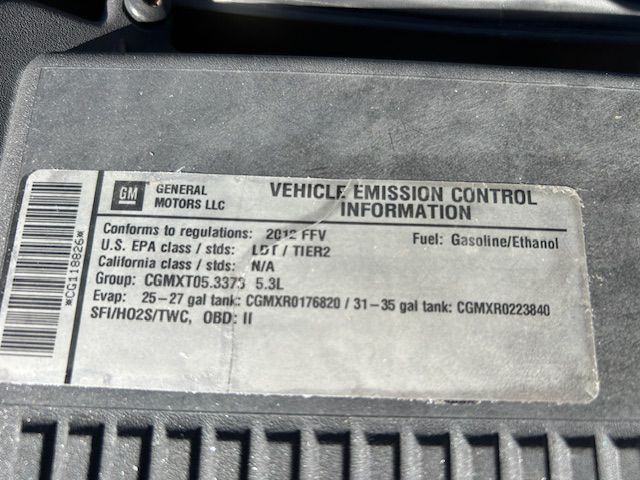 GM
GENERAL MOTORS LLC
VEHICLE EMISSION CONTROL
INFORMATION
Conforms to regulations: 2012 FFV
Fuel: Gasoline/Ethanol
U.S. EPA class / stds: LDT / TIER2
California class / stds: N/A
Group: CGMXT05.3373 5.3L
Evap: 25-27 gal tank: CGMXR0176820 / 31-35 gal tank: CGMXR0223840
SFI/HO2S/TWC, OBD: II
*CG118826*